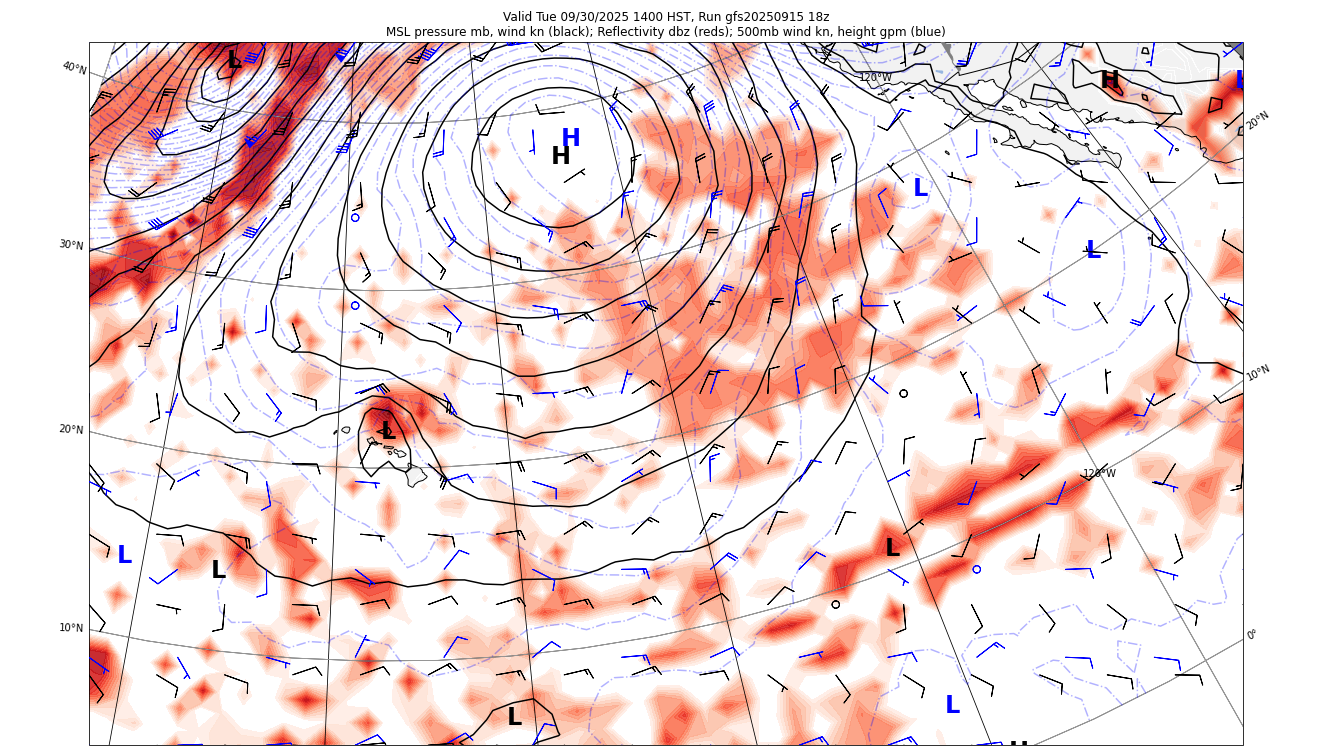 Valid Tue 09/30/2025 1400 HST, Run gfs20250915 18z
MSL pressure mb, wind kn (black); Reflectivity dbz (reds); 500mb wind kn, height gpm (blue)
40°N
L
120°W
H
20°N
H
H
L
30°N
L
10°N
20°N
L
120°W
L
L
L
10°N
0°
L
L
H